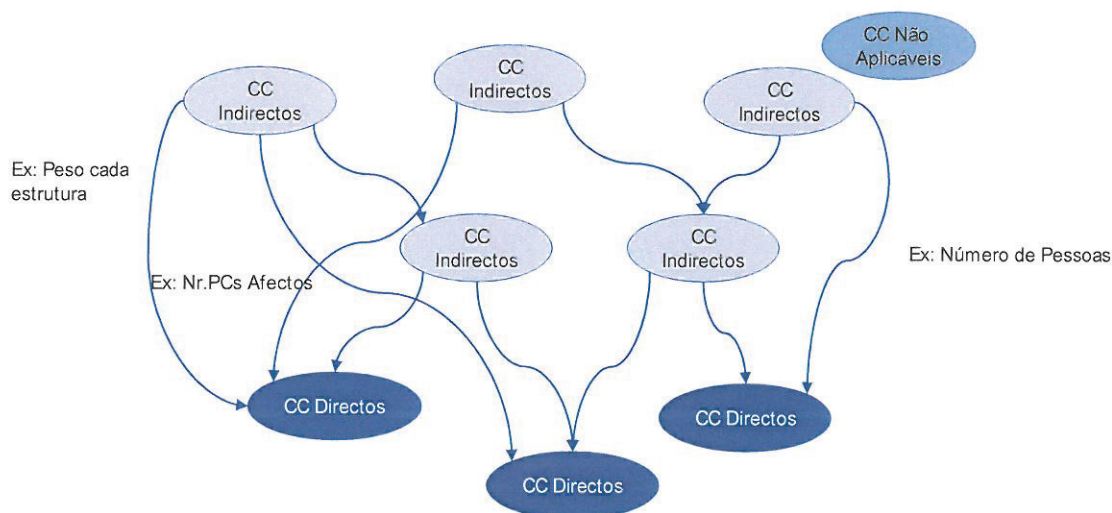 CC Não
Aplicáveis
CC
Indirectos
CC
Indirectos
CC
Indirectos
Ex: Peso cada
estrutura
CC
Indirectos
CC
Indirectos
Ex: Número de Pessoas
Ex: Nr.PCs Afectos
CC Directos
CC Directos
CC Directos